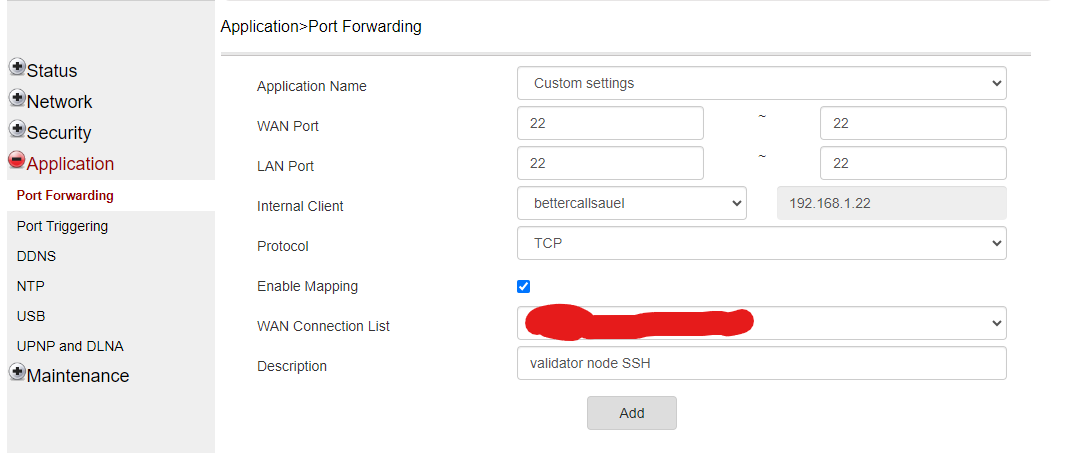 Application>Port Forwarding
Status
Network
Security
Application
Port Forwarding
Port Triggering
DDNS
NTP
USB
UPNP and DLNA
Maintenance
Application Name Custom settings
WAN Port 22 ~ 22
LAN Port 22 ~ 22
Internal Client bettercallsauel 192.168.1.22
Protocol TCP
Enable Mapping
WAN Connection List
Description validator node SSH
Add